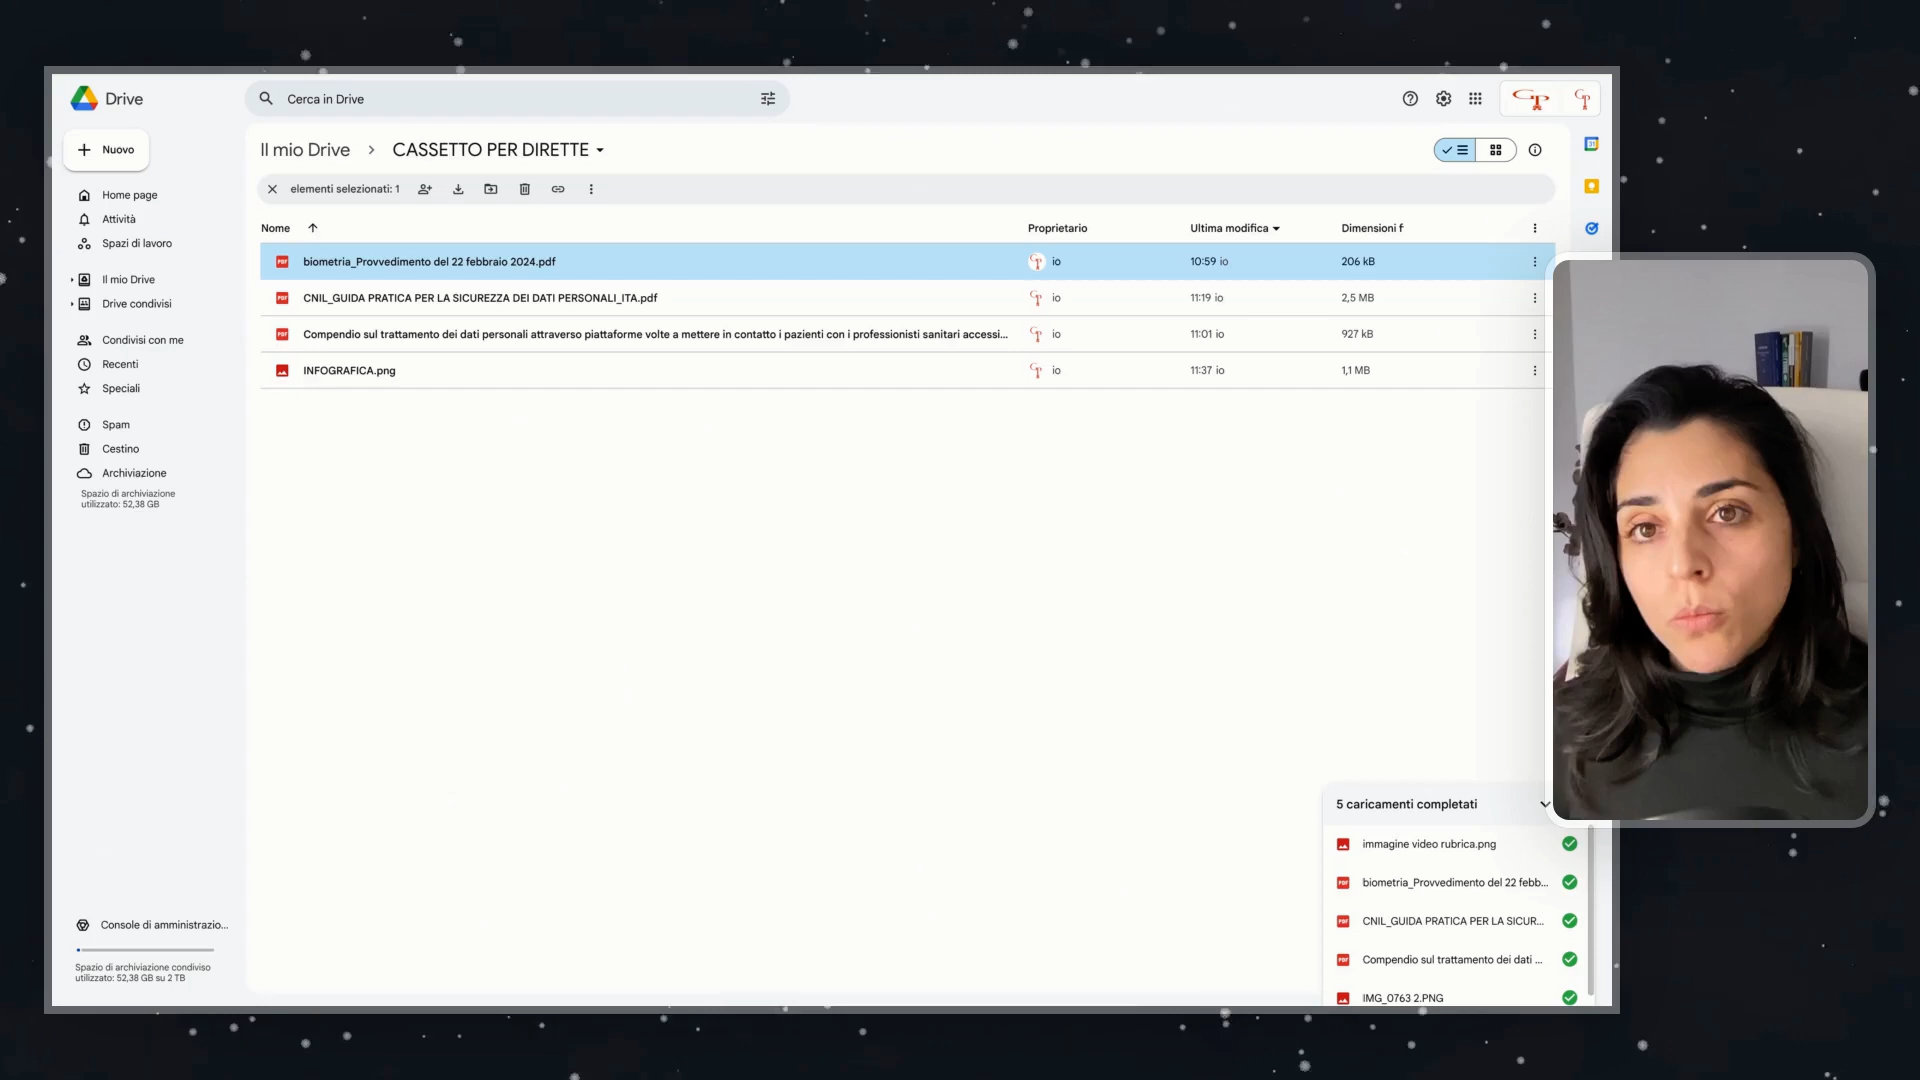 Drive
Cerca in Drive
Nuovo
Home page
Attività
Spazi di lavoro
Il mio Drive
Drive condivisi
Condivisi con me
Recenti
Speciali
Spam
Cestino
Archiviazione
Spazio di archiviazione
utilizzato: 52,38 GB
Console di amministrazio...
Spazio di archiviazione condiviso
utilizzato: 52,38 GB su 2 TB
Il mio Drive > CASSETTO PER DIRETTE
elementi selezionati: 1
Nome Proprietario Ultima modifica Dimensioni f
PDF biometria_Provvedimento del 22 febbraio 2024.pdf io 10:59 io 206 kB
PDF CNIL_GUIDA PRATICA PER LA SICUREZZA DEI DATI PERSONALI_ITA.pdf io 11:19 io 2,5 MB
PDF Compendio sul trattamento dei dati personali attraverso piattaforme volte a mettere in contatto i pazienti con i professionisti sanitari accessi... io 11:01 io 927 kB
INFOGRAFICA.png io 11:37 io 1,1 MB
5 caricamenti completati
immagine video rubrica.png
PDF biometria_Provvedimento del 22 febb...
PDF CNIL_GUIDA PRATICA PER LA SICUR...
PDF Compendio sul trattamento dei dati ...
IMG_0763 2.PNG